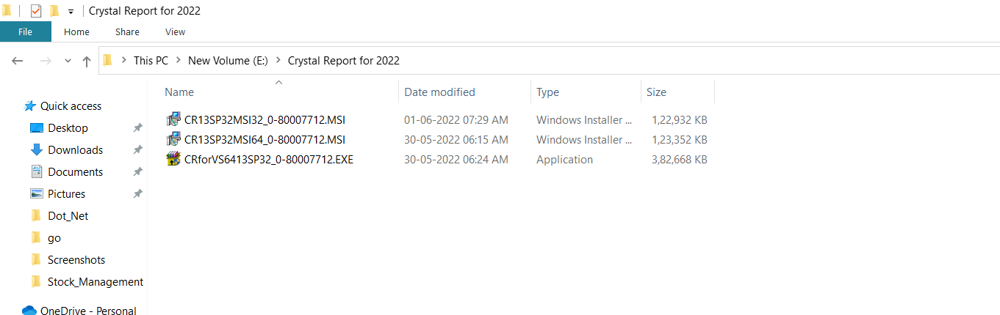 Crystal Report for 2022
File Home Share View
This PC New Volume (E:) Crystal Report for 2022
Name Date modified Type Size
Quick access
Desktop
Downloads
Documents
Pictures
Dot_Net
go
Screenshots
Stock_Management
OneDrive - Personal
CR13SP32MSI32_0-80007712.MSI 01-06-2022 07:29 AM Windows Installer ... 1,22,932 KB
CR13SP32MSI64_0-80007712.MSI 30-05-2022 06:15 AM Windows Installer ... 1,23,352 KB
CRforVS6413SP32_0-80007712.EXE 30-05-2022 06:24 AM Application 3,82,668 KB